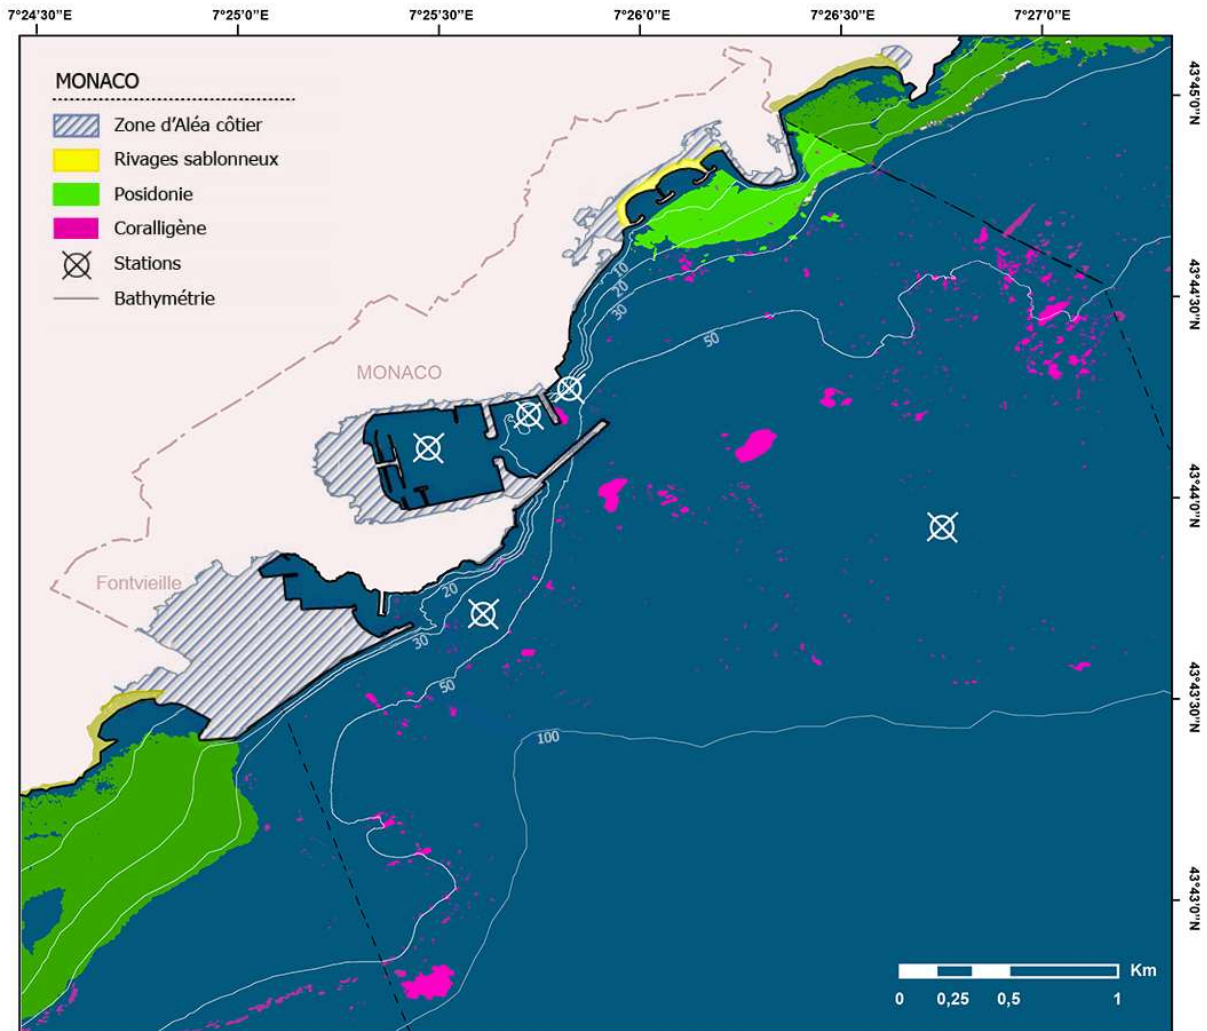 7°24'30''E 7°25'0''E 7°25'5''E 7°26'0''E 7°26'3''E 7°27'0''E
MONACO
Zone d'Aléa côtier
Rivages sablonneux
Posidonie
Coralligène
Stations
Bathymétrie
43°45'0''N
43°44'30''N
43°44'0''N
43°43'30''N
43°43'0''N
10
20
30
50
MONACO
Fontvieille
20
30
50
100
Km
0 0,25 0,5 1